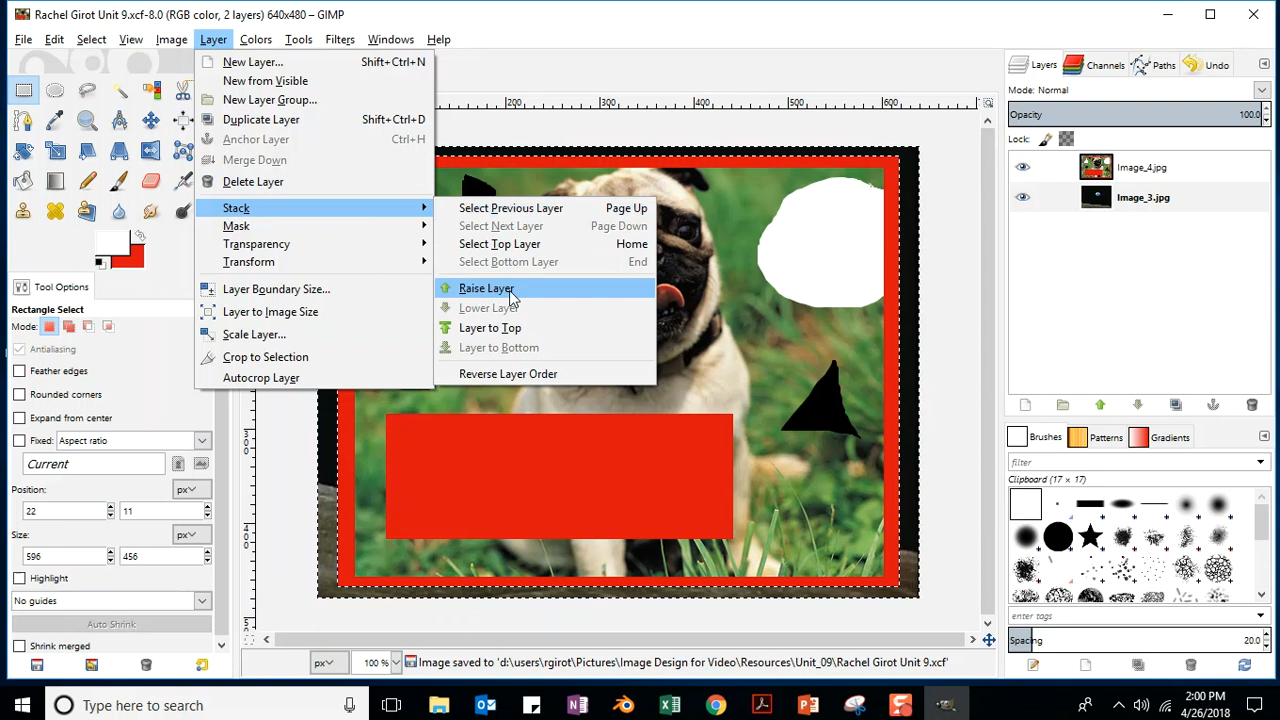 Rachel Girot Unit 9.xcf-8.0 (RGB color, 2 layers) 640x480 – GIMP
File Edit Select View Image Layer Colors Tools Filters Windows Help
New Layer... Shift+Ctrl+N
New from Visible
New Layer Group...
Duplicate Layer Shift+Ctrl+D
Anchor Layer Ctrl+H
Merge Down
Delete Layer
Stack
Mask
Transparency
Transform
Layer Boundary Size...
Layer to Image Size
Scale Layer...
Crop to Selection
Autocrop Layer
Select Previous Layer Page Up
Select Next Layer Page Down
Select Top Layer Home
Select Bottom Layer End
Raise Layer
Lower Layer
Layer to Top
Layer to Bottom
Reverse Layer Order
200 300 400 500 600
Tool Options
Rectangle Select
Mode:
Antialiasing
Feather edges
Rounded corners
Expand from center
Fixed: Aspect ratio
Current
Position: px
22 11
Size: px
596 456
Highlight
No guides
Auto Shrink
Shrink merged
300
400
px 100 % Image saved to 'd:\users\rgirot\Pictures\Image Design for Video\Resources\Unit_09\Rachel Girot Unit 9.xcf'
Layers Channels Paths Undo
Mode: Normal
Opacity 100.0
Lock:
Image_4.jpg
Image_3.jpg
Brushes Patterns Gradients
filter
Clipboard (17 × 17)
enter tags
Spacing 20.0
Type here to search
2:00 PM
4/26/2018